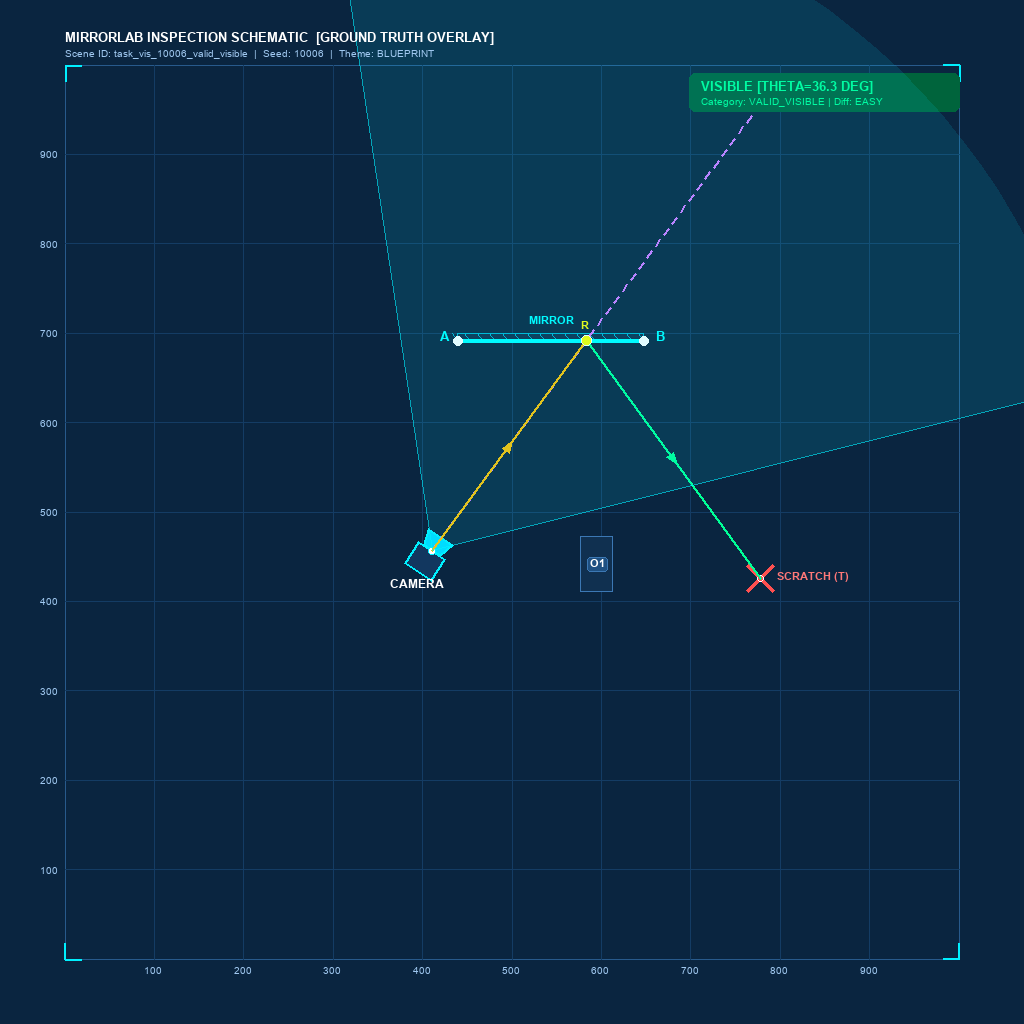 MIRRORLAB INSPECTION SCHEMATIC [GROUND TRUTH OVERLAY]
Scene ID: task_vis_10006_valid_visible | Seed: 10006 | Theme: BLUEPRINT
VISIBLE [THETA=36.3 DEG]
Category: VALID_VISIBLE | Diff: EASY
900
800
MIRROR
R
A
B
700
600
500
O1
CAMERA
SCRATCH (T)
400
300
200
100
100 200 300 400 500 600 700 800 900